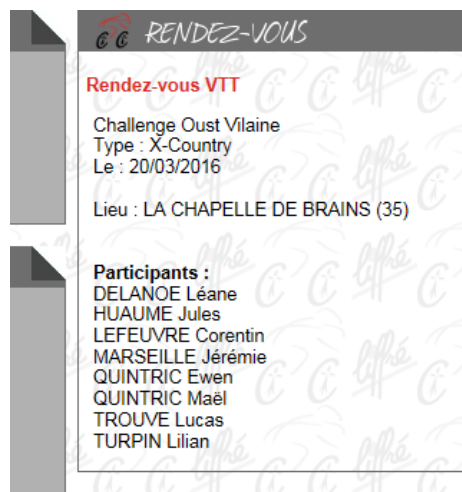 RENDEZ-VOUS
Rendez-vous VTT
Challenge Oust Vilaine
Type : X-Country
Le : 20/03/2016
Lieu : LA CHAPELLE DE BRAINS (35)
Participants :
DELANOE Léane
HUAUME Jules
LEFEUVRE Corentin
MARSEILLE Jérémie
QUINTRIC Ewen
QUINTRIC Maël
TROUVE Lucas
TURPIN Lilian